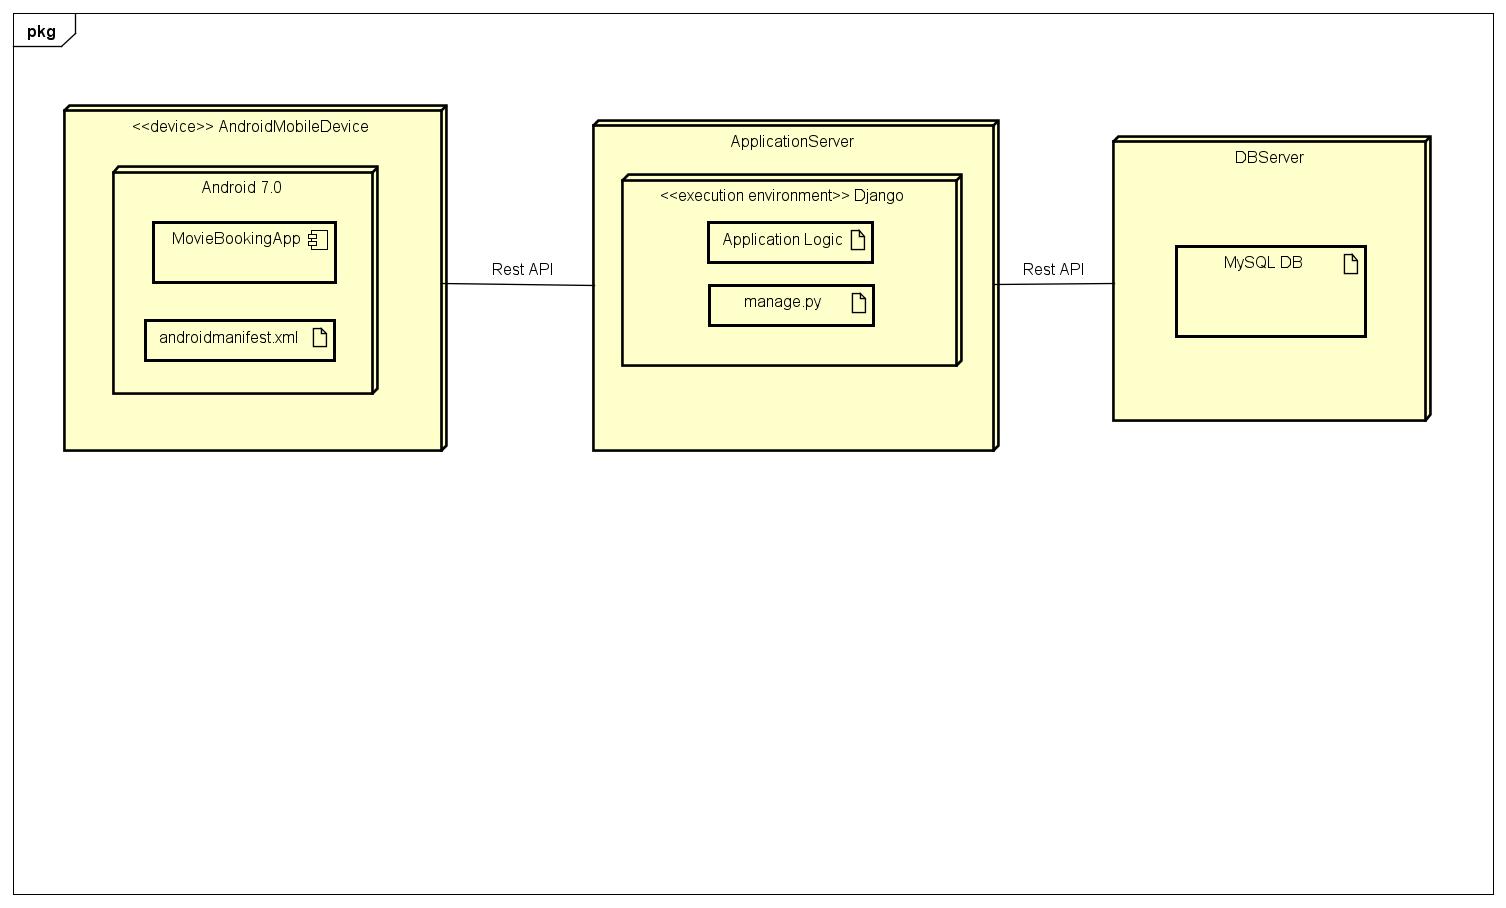 pkg
<<device>> AndroidMobileDevice
Android 7.0
MovieBookingApp
androidmanifest.xml
Rest API
ApplicationServer
<<execution environment>> Django
Application Logic
manage.py
Rest API
DBServer
MySQL DB